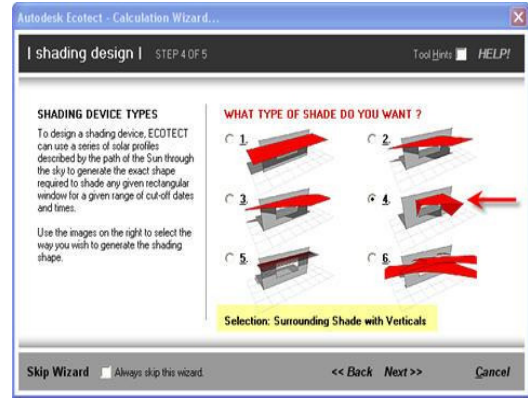 Autodesk Ecotect - Calculation Wizard...
| shading design | STEP 4 OF 5 Tool Hints HELP!
SHADING DEVICE TYPES
To design a shading device, ECOTECT
can use a series of solar profiles
described by the path of the Sun through
the sky to generate the exact shape
required to shade any given rectangular
window for a given range of cut-off dates
and times.
Use the images on the right to select the
way you wish to generate the shading
shape.
WHAT TYPE OF SHADE DO YOU WANT ?
1. 2.
3. 4.
5. 6.
Selection: Surrounding Shade with Verticals
Skip Wizard Always skip this wizard. << Back Next >> Cancel